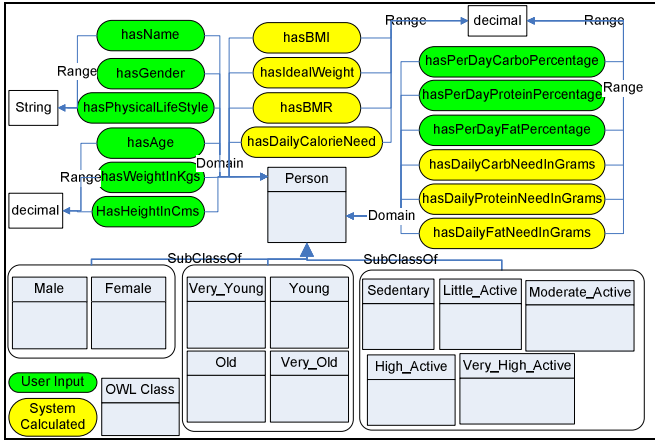 hasName
hasGender
hasPhysicalLifeStyle
hasAge
hasWeightInKgs
HasHeightInCms
Range
String
Range
decimal
Domain
hasBMI
hasIdealWeight
hasBMR
hasDailyCalorieNeed
Range
decimal
Range
Range
hasPerDayCarboPercentage
hasPerDayProteinPercentage
hasPerDayFatPercentage
hasDailyCarbNeedInGrams
hasDailyProteinNeedInGrams
hasDailyFatNeedInGrams
Domain
Person
SubClassOf
SubClassOf
Male
Female
Very_Young
Young
Old
Very_Old
Sedentary
Little_Active
Moderate_Active
High_Active
Very_High_Active
User Input
System
Calculated
OWL Class